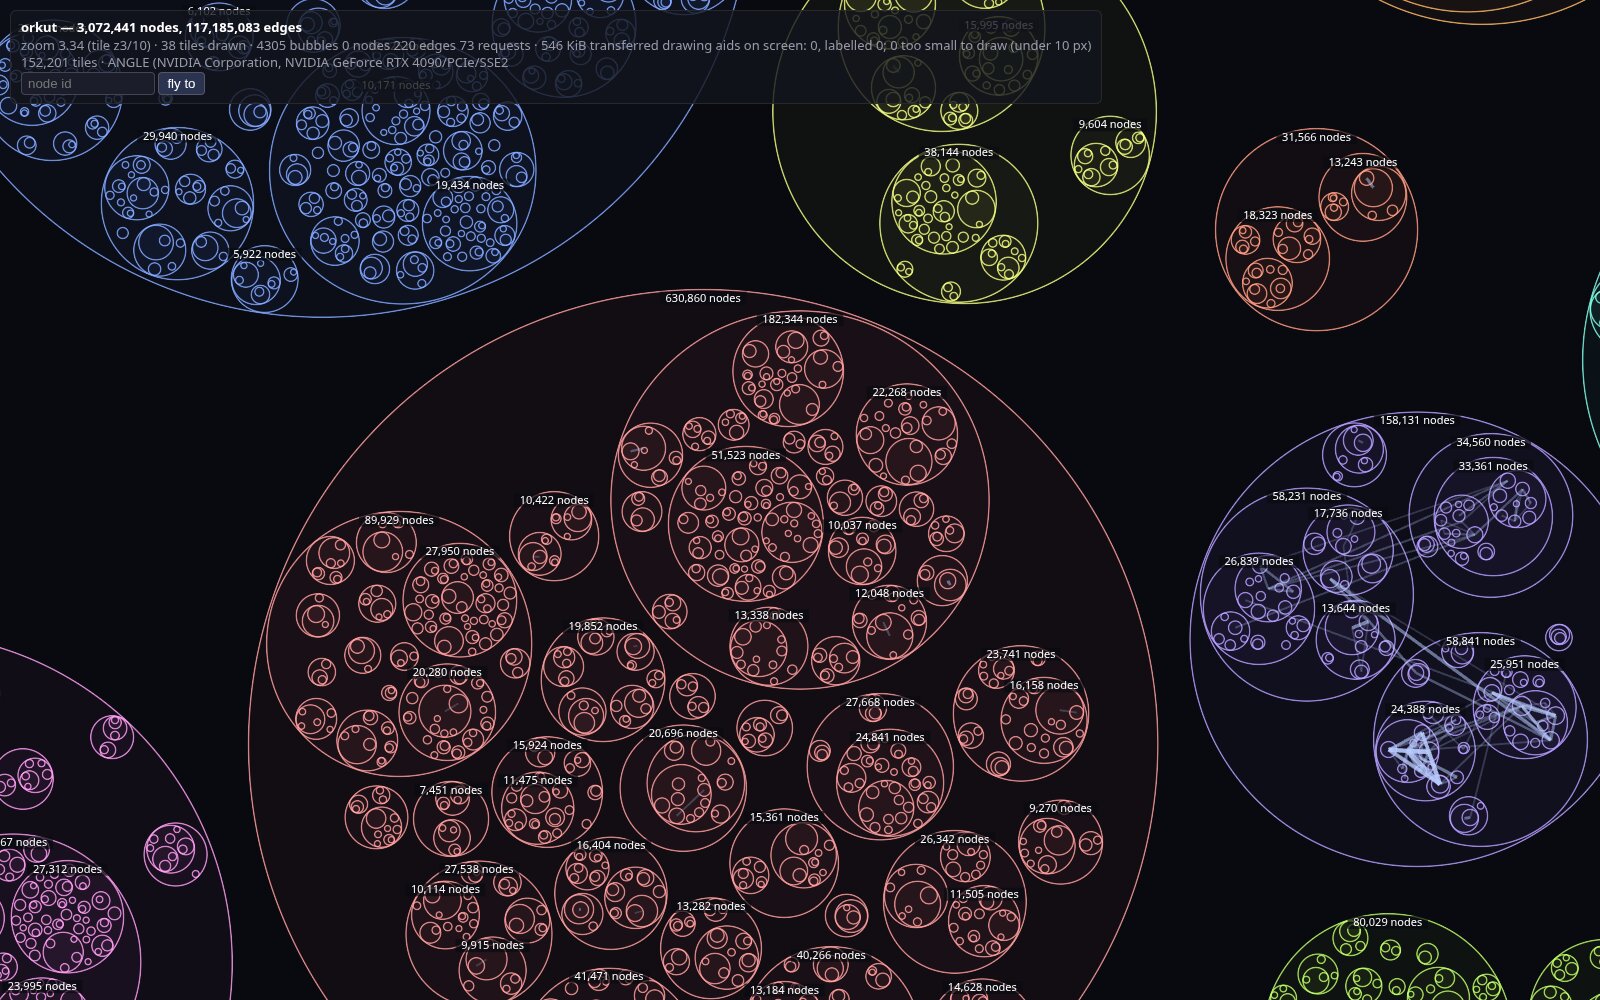 6,182 nodes
orkut — 3,072,441 nodes, 117,185,083 edges
15,995 nodes
zoom 3.34 (tile z3/10) · 38 tiles drawn · 4305 bubbles 0 nodes 220 edges 73 requests · 546 KiB transferred drawing aids on screen: 0, labelled 0; 0 too small to draw (under 10 px)
152,201 tiles · ANGLE (NVIDIA Corporation, NVIDIA GeForce RTX 4090/PCIe/SSE2
node id
fly to
10,171 nodes
9,604 nodes
29,940 nodes
31,566 nodes
38,144 nodes
13,243 nodes
19,434 nodes
18,323 nodes
5,922 nodes
630,860 nodes
182,344 nodes
22,268 nodes
158,131 nodes
34,560 nodes
51,523 nodes
33,361 nodes
10,422 nodes
58,231 nodes
17,736 nodes
89,929 nodes
10,037 nodes
27,950 nodes
26,839 nodes
12,048 nodes
13,644 nodes
13,338 nodes
19,852 nodes
58,841 nodes
23,741 nodes
25,951 nodes
20,280 nodes
16,158 nodes
27,668 nodes
24,388 nodes
20,696 nodes
24,841 nodes
15,924 nodes
11,475 nodes
7,451 nodes
9,270 nodes
15,361 nodes
67 nodes
16,404 nodes
26,342 nodes
27,312 nodes
27,538 nodes
10,114 nodes
11,505 nodes
13,282 nodes
80,029 nodes
9,915 nodes
40,266 nodes
41,471 nodes
23,995 nodes
13,184 nodes
14,628 nodes